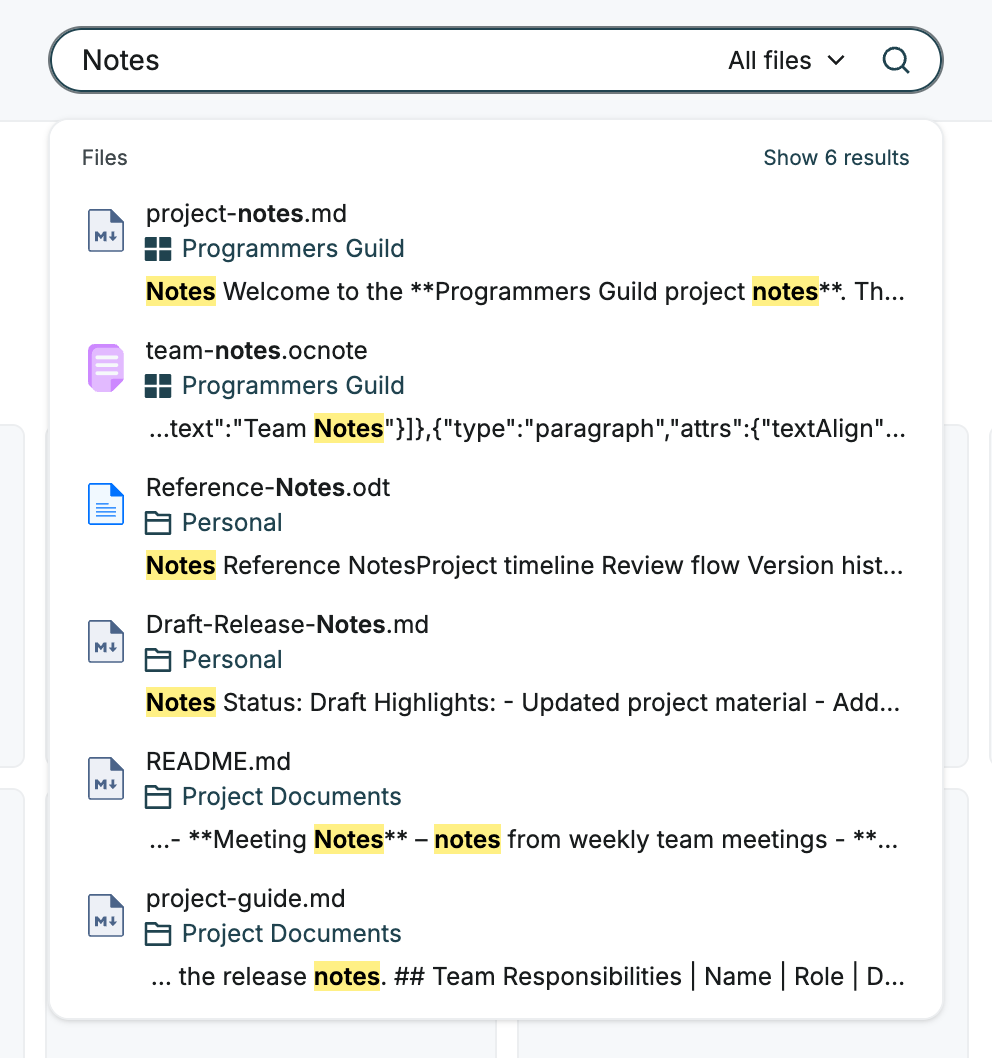 Notes
All files
Files
Show 6 results
project-notes.md
Programmers Guild
Notes Welcome to the **Programmers Guild project notes**. Th...
team-notes.ocnote
Programmers Guild
...text":"Team Notes"}]},{"type":"paragraph","attrs":{"textAlign"...
Reference-Notes.odt
Personal
Notes Reference NotesProject timeline Review flow Version hist...
Draft-Release-Notes.md
Personal
Notes Status: Draft Highlights: - Updated project material - Add...
README.md
Project Documents
...- **Meeting Notes** – notes from weekly team meetings - **...
project-guide.md
Project Documents
... the release notes. ## Team Responsibilities | Name | Role | D...